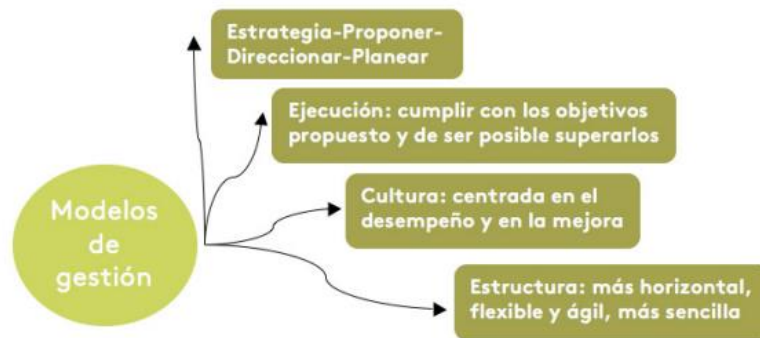 Estrategia-Proponer-
Direccionar-Planear
Ejecución: cumplir con los objetivos
propuesto y de ser posible superarlos
Modelos
de
gestión
Cultura: centrada en el
desempeño y en la mejora
Estructura: más horizontal,
flexible y ágil, más sencilla